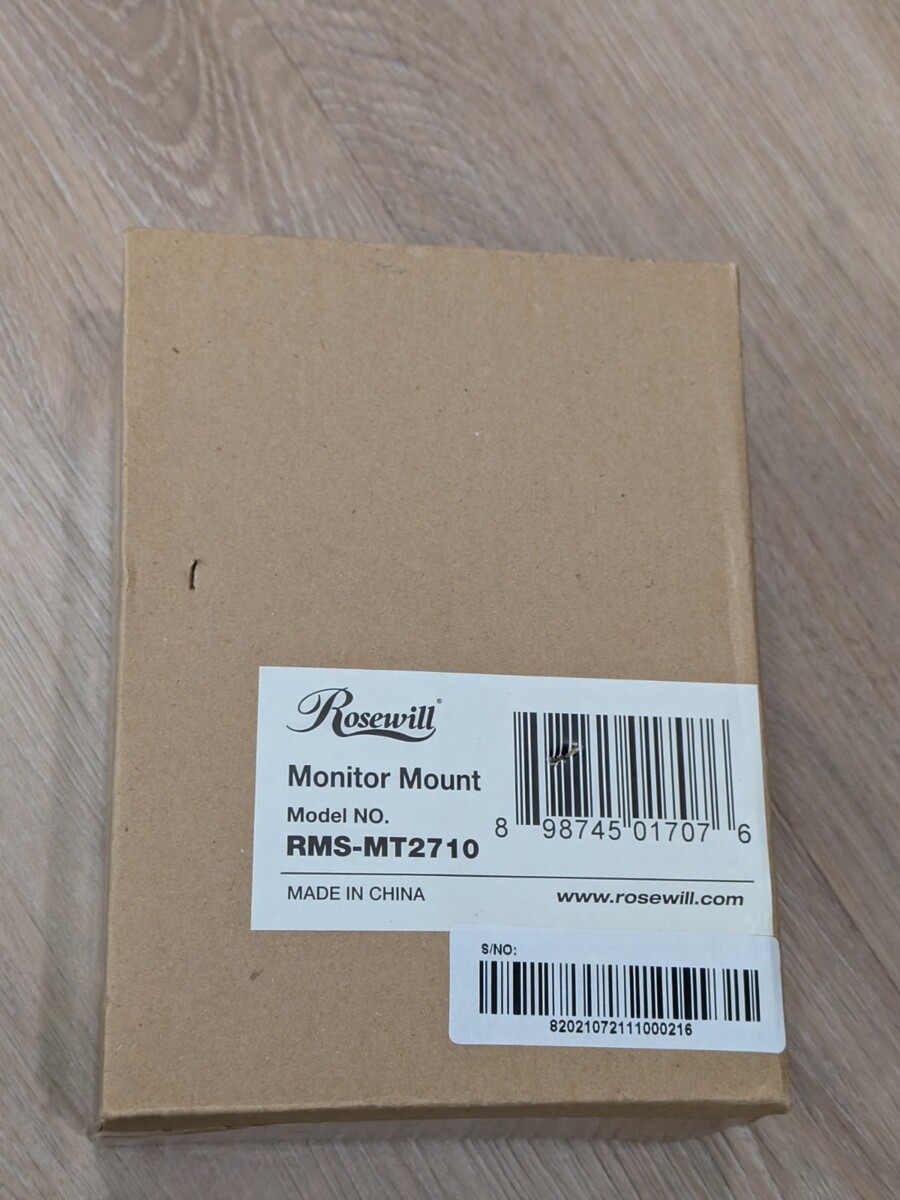 Rosewill®
Monitor Mount
Model NO.
RMS-MT2710
8 98745 01707 6
MADE IN CHINA
www.rosewill.com
S/NO:
82021072111000216